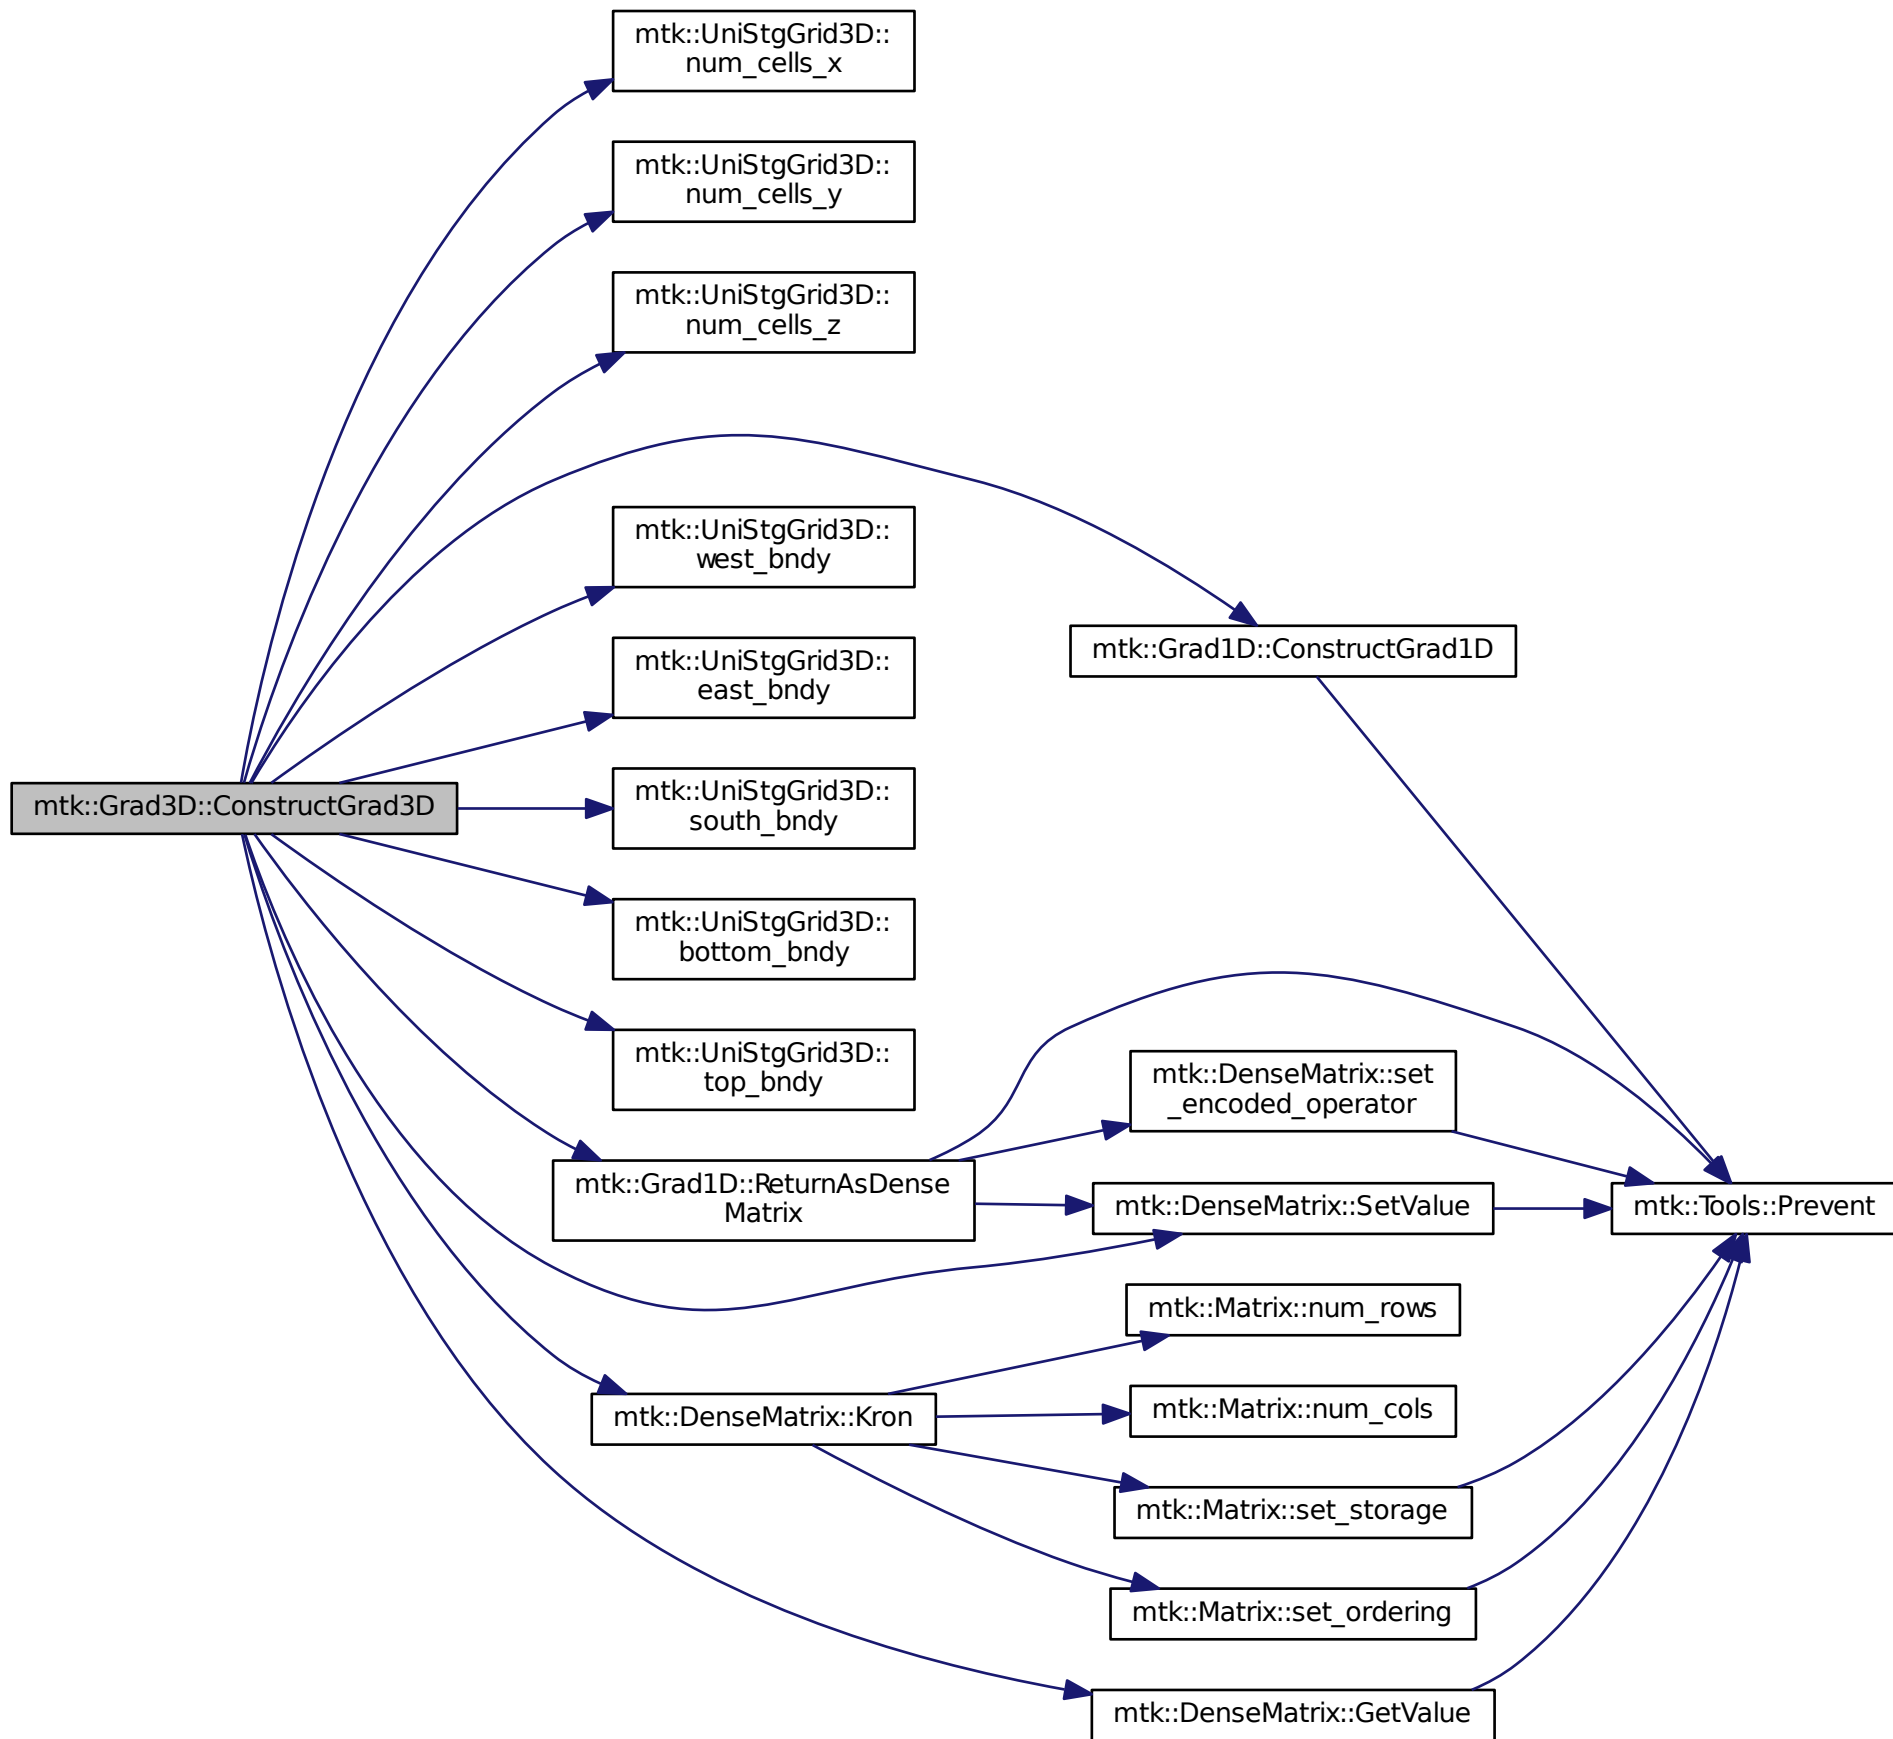 mtk::UniStgGrid3D::
num_cells_x
mtk::UniStgGrid3D::
num_cells_y
mtk::UniStgGrid3D::
num_cells_z
mtk::UniStgGrid3D::
west_bndy
mtk::Grad1D::ConstructGrad1D
mtk::UniStgGrid3D::
east_bndy
mtk::Grad3D::ConstructGrad3D
mtk::UniStgGrid3D::
south_bndy
mtk::UniStgGrid3D::
bottom_bndy
mtk::UniStgGrid3D::
top_bndy
mtk::DenseMatrix::set
_encoded_operator
mtk::Grad1D::ReturnAsDense
Matrix
mtk::DenseMatrix::SetValue
mtk::Tools::Prevent
mtk::Matrix::num_rows
mtk::DenseMatrix::Kron
mtk::Matrix::num_cols
mtk::Matrix::set_storage
mtk::Matrix::set_ordering
mtk::DenseMatrix::GetValue